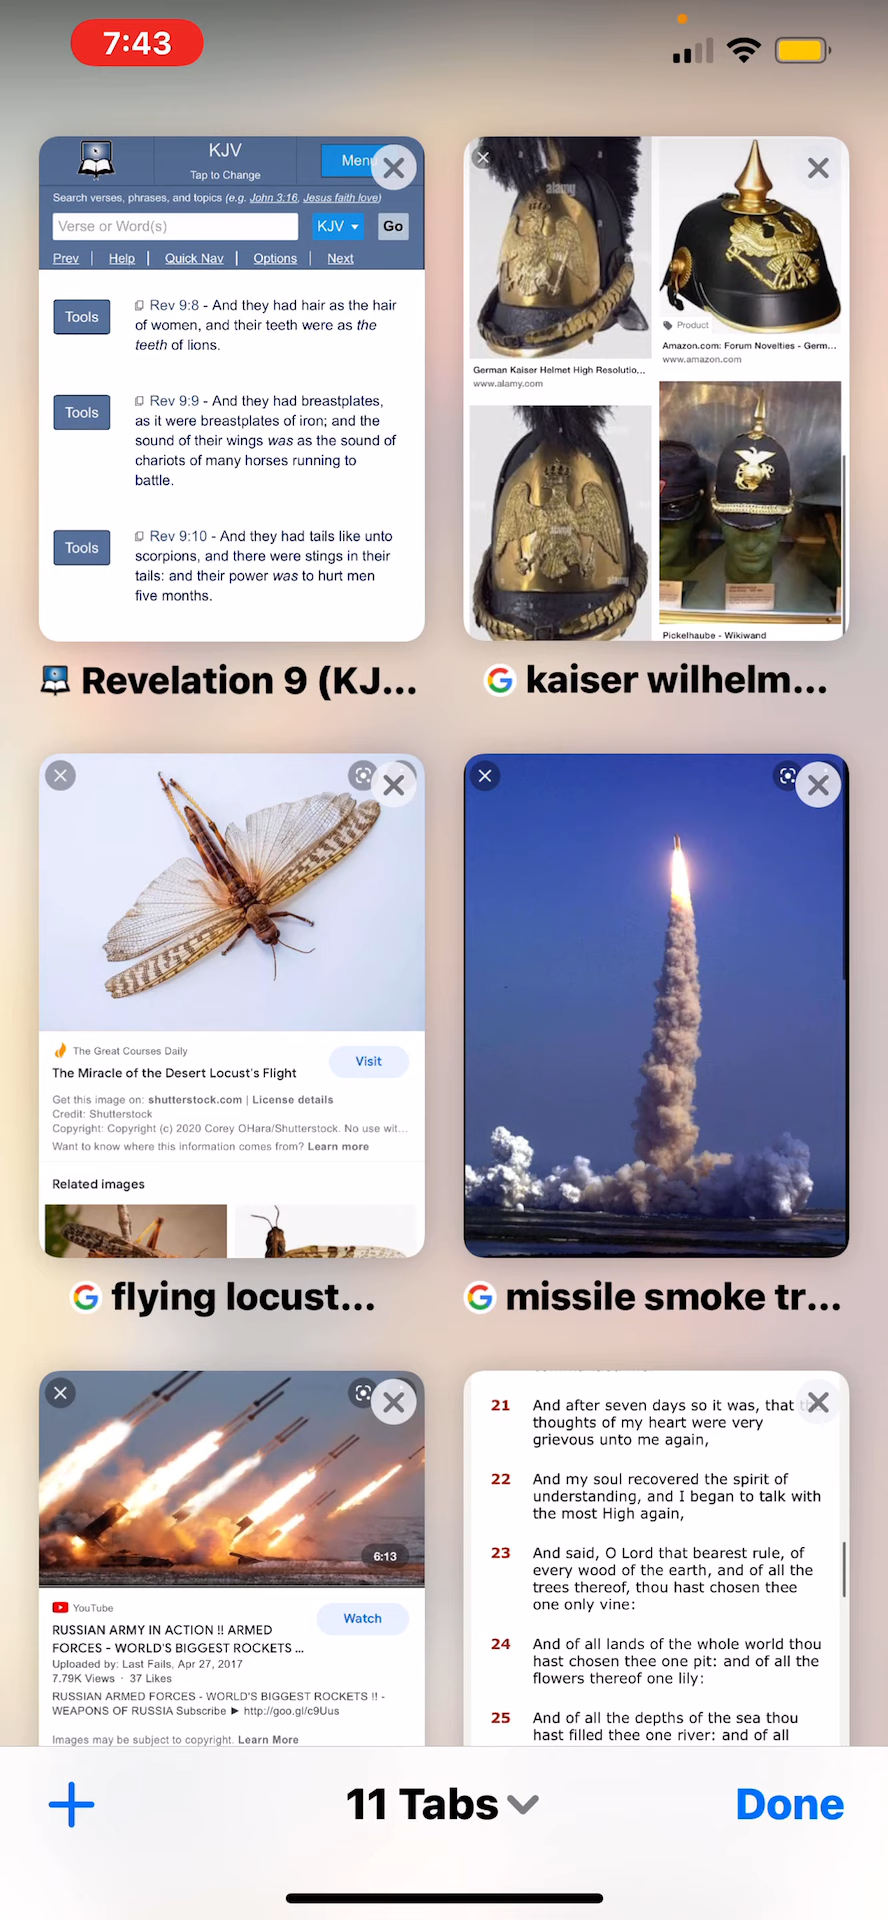 7:43
KJV
Tap to Change
Menu
Search verses, phrases, and topics (e.g. John 3:16, Jesus faith love)
Verse or Word(s)
KJV
Go
Prev | Help | Quick Nav | Options | Next
Tools
Rev 9:8 - And they had hair as the hair
of women, and their teeth were as the
teeth of lions.
Tools
Rev 9:9 - And they had breastplates,
as it were breastplates of iron; and the
sound of their wings was as the sound of
chariots of many horses running to
battle.
Tools
Rev 9:10 - And they had tails like unto
scorpions, and there were stings in their
tails: and their power was to hurt men
five months.
Revelation 9 (KJ...
alamy
German Kaiser Helmet High Resolutio...
www.alamy.com
Product
Amazon.com: Forum Novelties - Germ...
www.amazon.com
alamy
Pickelhaube - Wikiwand
kaiser wilhelm...
The Great Courses Daily
The Miracle of the Desert Locust's Flight
Visit
Get this image on: shutterstock.com | License details
Credit: Shutterstock
Copyright: Copyright (c) 2020 Corey OHara/Shutterstock. No use wit...
Want to know where this information comes from? Learn more
Related images
flying locust...
missile smoke tr...
6:13
YouTube
RUSSIAN ARMY IN ACTION !! ARMED
FORCES - WORLD'S BIGGEST ROCKETS ...
Watch
Uploaded by: Last Fails, Apr 27, 2017
7.79K Views · 37 Likes
RUSSIAN ARMED FORCES - WORLD'S BIGGEST ROCKETS !! -
WEAPONS OF RUSSIA Subscribe ► http://goo.gl/c9Uus
Images may be subject to copyright. Learn More
21 And after seven days so it was, that the
thoughts of my heart were very
grievous unto me again,
22 And my soul recovered the spirit of
understanding, and I began to talk with
the most High again,
23 And said, O Lord that bearest rule, of
every wood of the earth, and of all the
trees thereof, thou hast chosen thee
one only vine:
24 And of all lands of the whole world thou
hast chosen thee one pit: and of all the
flowers thereof one lily:
25 And of all the depths of the sea thou
hast filled thee one river: and of all
11 Tabs
Done